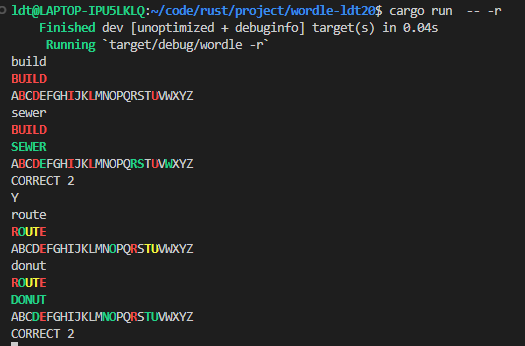 ldt@LAPTOP-IPU5LKLQ:~/code/rust/project/wordle-ldt20$ cargo run  -- -r
    Finished dev [unoptimized + debuginfo] target(s) in 0.04s
     Running `target/debug/wordle -r`
build
BUILD
ABCDEFGHIJKLMNOPQRSTUVWXYZ
sewer
BUILD
SEWER
ABCDEFGHIJKLMNOPQRSTUVWXYZ
CORRECT 2
Y
route
ROUTE
ABCDEFGHIJKLMNOPQRSTUVWXYZ
donut
ROUTE
DONUT
ABCDEFGHIJKLMNOPQRSTUVWXYZ
CORRECT 2